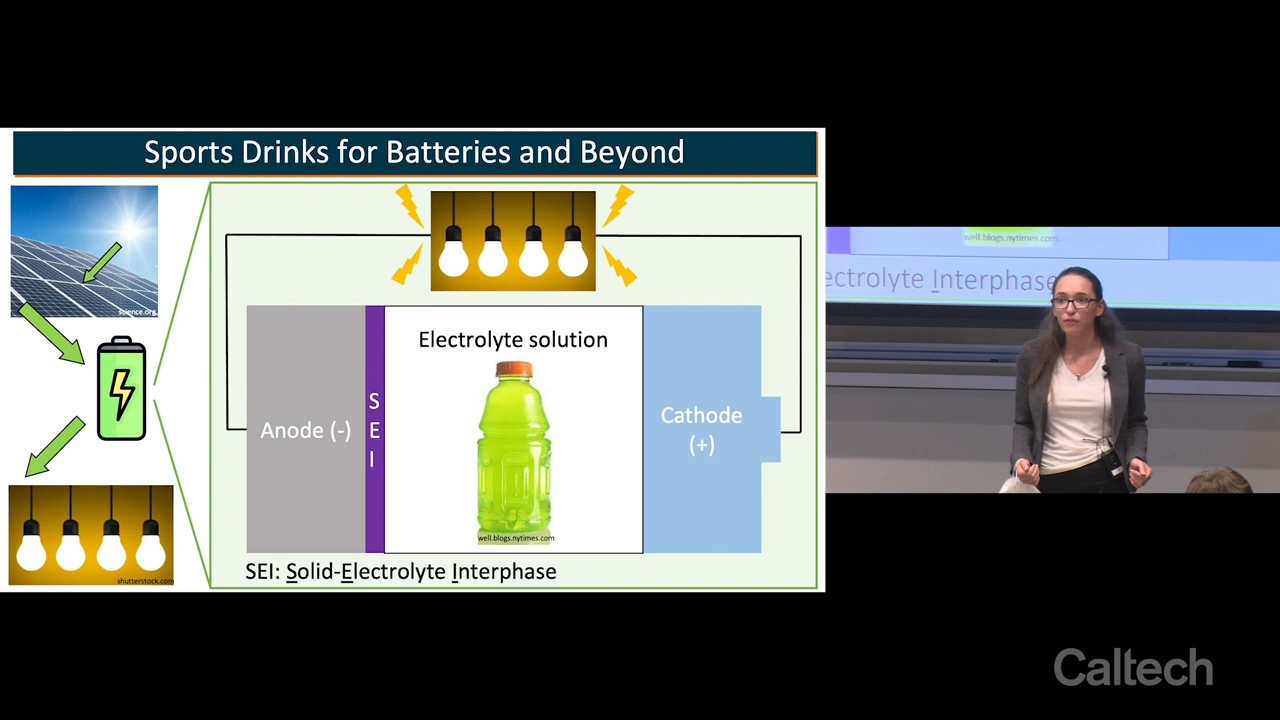 Sports Drinks for Batteries and Beyond
science.org
Electrolyte solution
S
E
I
Anode (-)
Cathode
(+)
well.blogs.nytimes.com
shutterstock.com
SEI: Solid-Electrolyte Interphase
well.blogs.nytimes.com
ectrolyte Interphase
Caltech